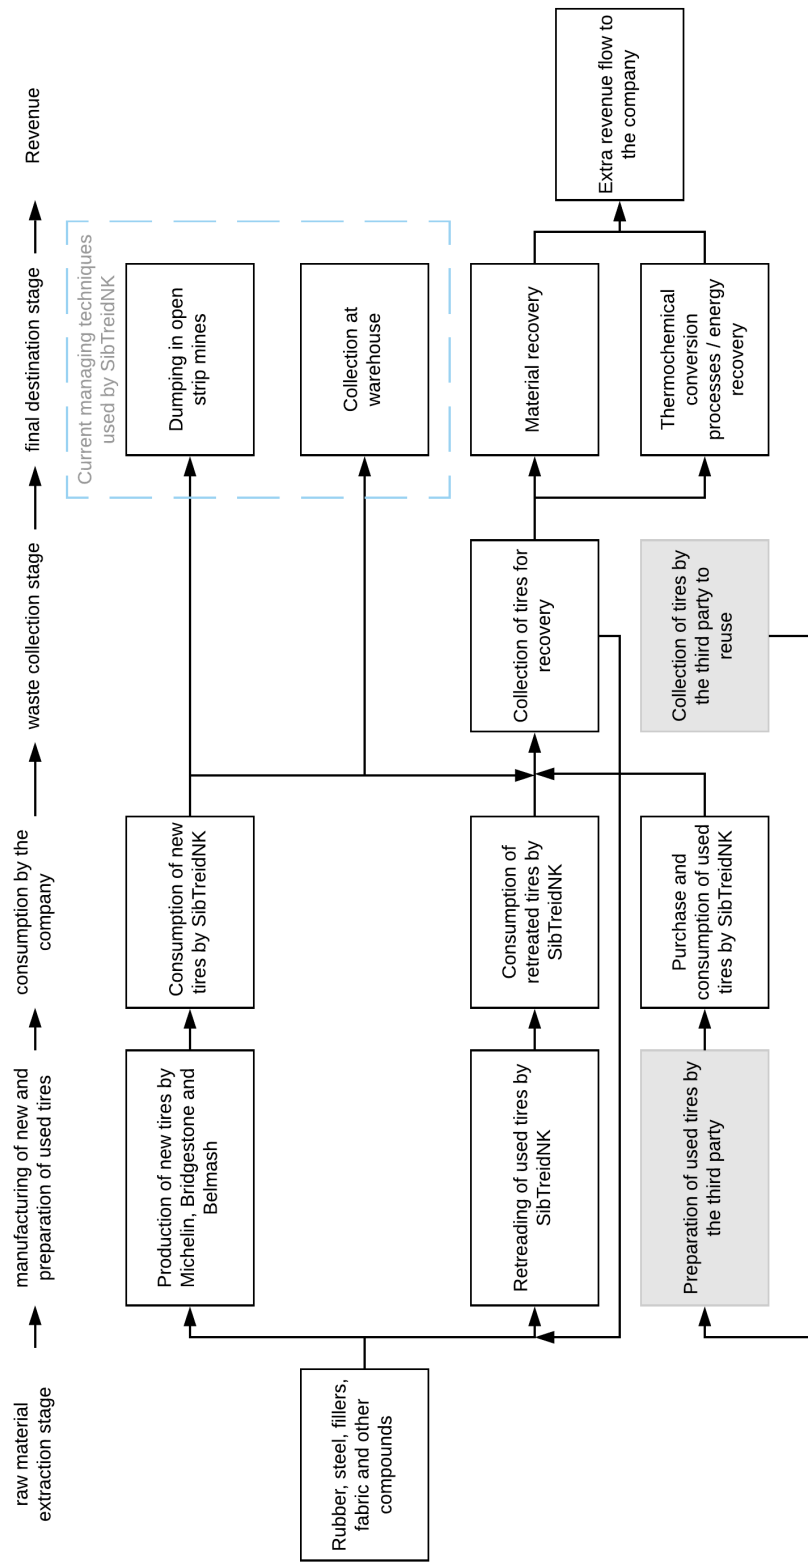 raw material
extraction stage
manufacturing of new and
preparation of used tires
consumption by the
company
waste collection stage
final destination stage
Revenue
Current managing techniques
used by SibTreidNK
Production of new tires by
Michelin, Bridgestone and
Belmash
Consumption of new
tires by SibTreidNK
Dumping in open
strip mines
Rubber, steel, fillers,
fabric and other
compounds
Collection at
warehouse
Retreading of used tires by
SibTreidNK
Consumption of
retreated tires by
SibTreidNK
Collection of tires for
recovery
Material recovery
Extra revenue flow to
the company
Preparation of used tires by
the third party
Purchase and
consumption of used
tires by SibTreidNK
Collection of tires by
the third party to
reuse
Thermochemical
conversion
processes / energy
recovery